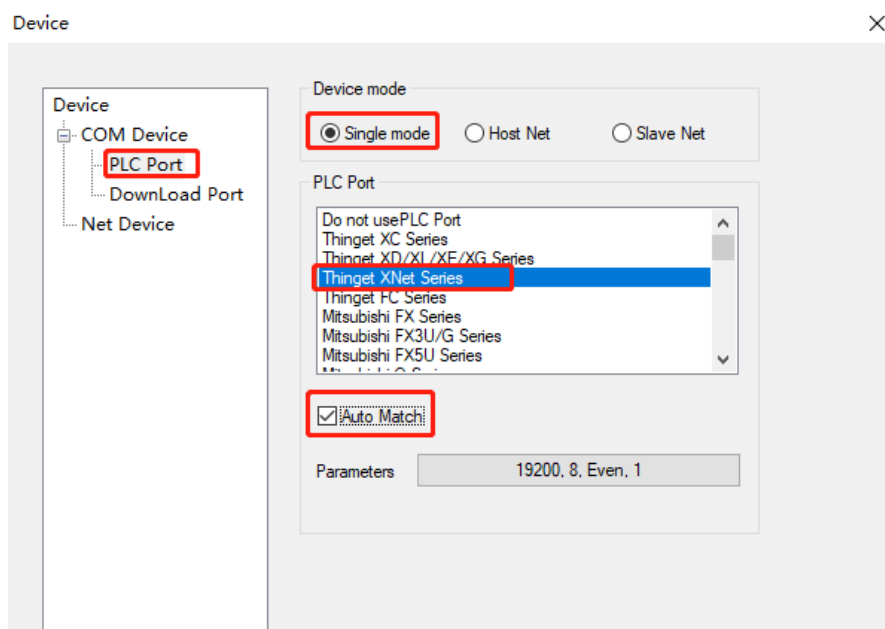 Device
Device
COM Device
PLC Port
DownLoad Port
Net Device
Device mode
Single mode
Host Net
Slave Net
PLC Port
Do not usePLC Port
Thinget XC Series
Thinget XD/XL/XE/XG Series
Thinget XNet Series
Thinget FC Series
Mitsubishi FX Series
Mitsubishi FX3U/G Series
Mitsubishi FX5U Series
Auto Match
Parameters
19200, 8, Even, 1